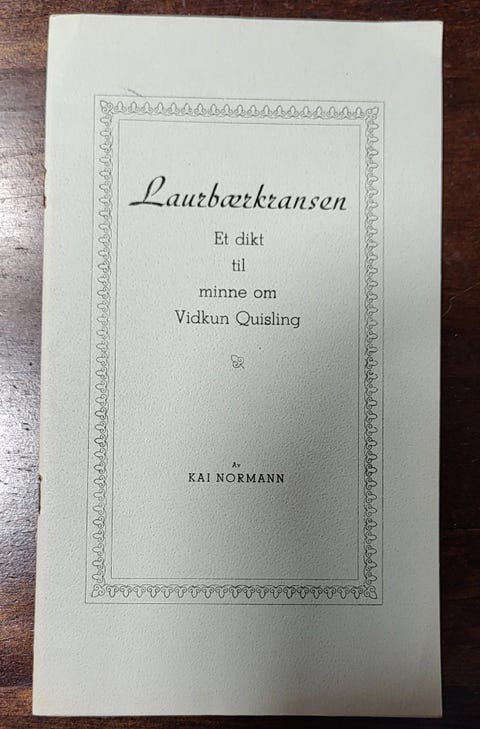 Laurbærkransen
Et dikt
til
minne om
Vidkun Quisling
Av
KAI NORMANN